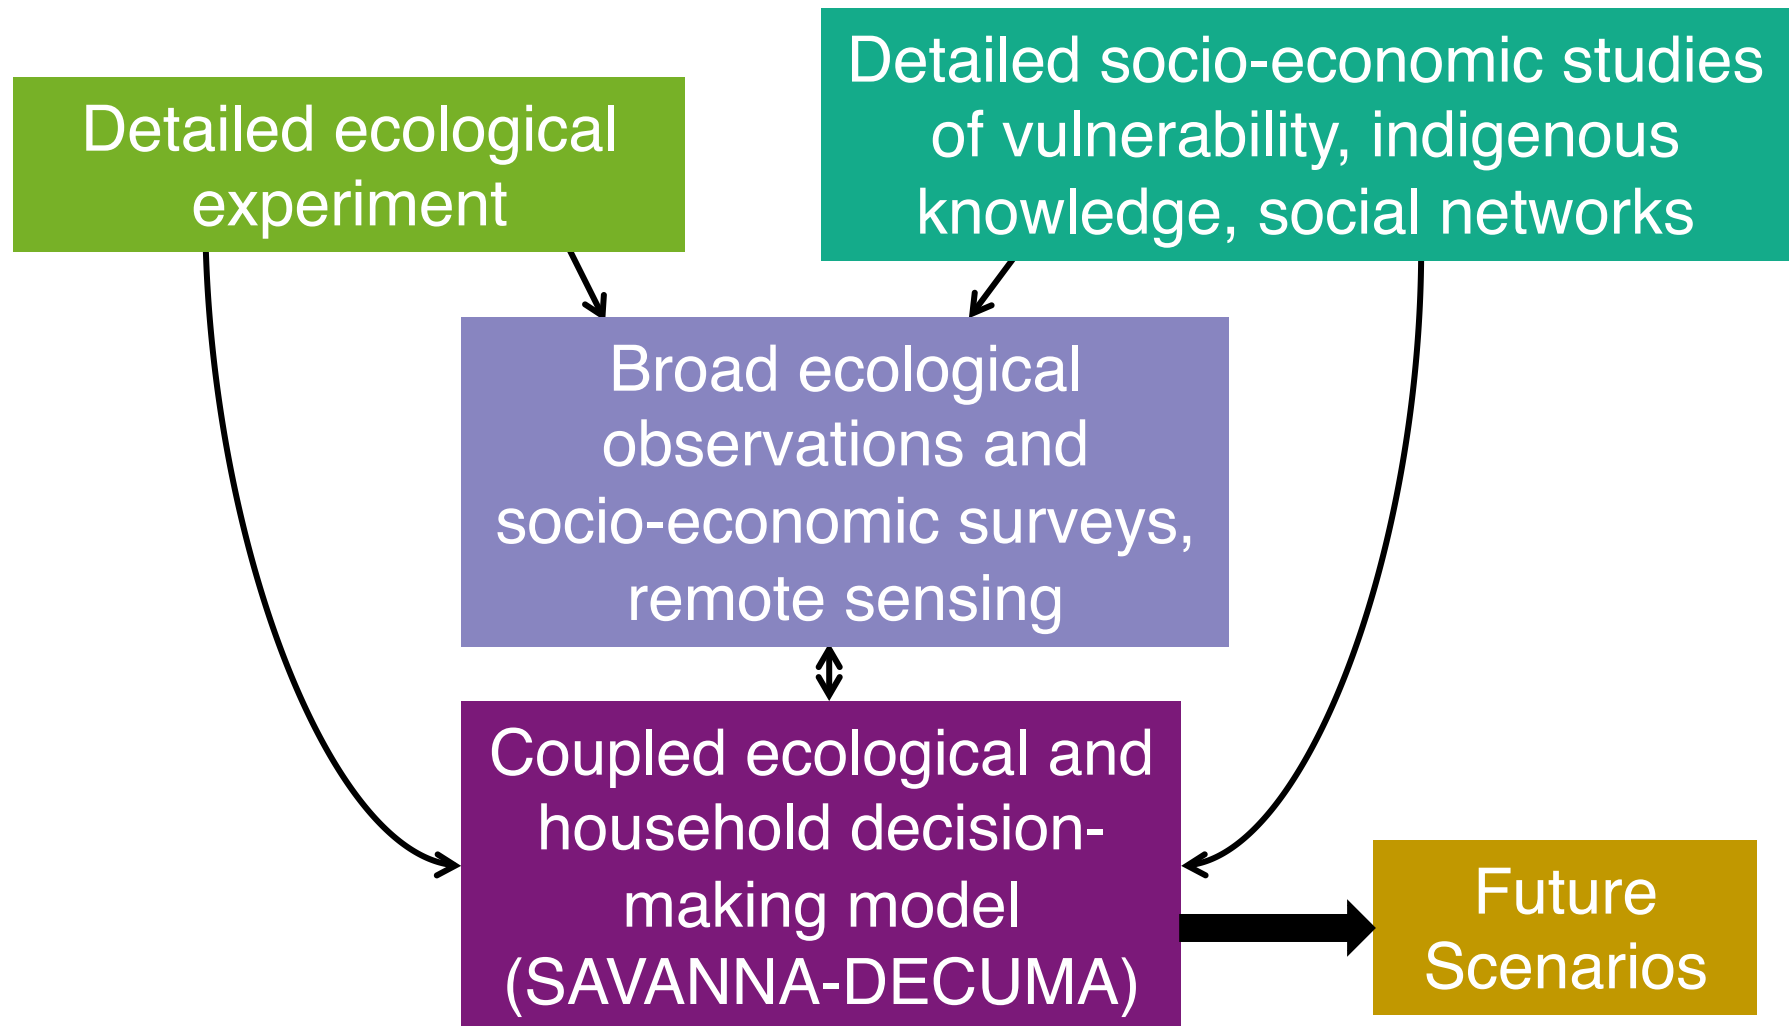 Detailed ecological
experiment
Detailed socio-economic studies
of vulnerability, indigenous
knowledge, social networks
Broad ecological
observations and
socio-economic surveys,
remote sensing
Coupled ecological and
household decision-
making model
(SAVANNA-DECUMA)
Future
Scenarios